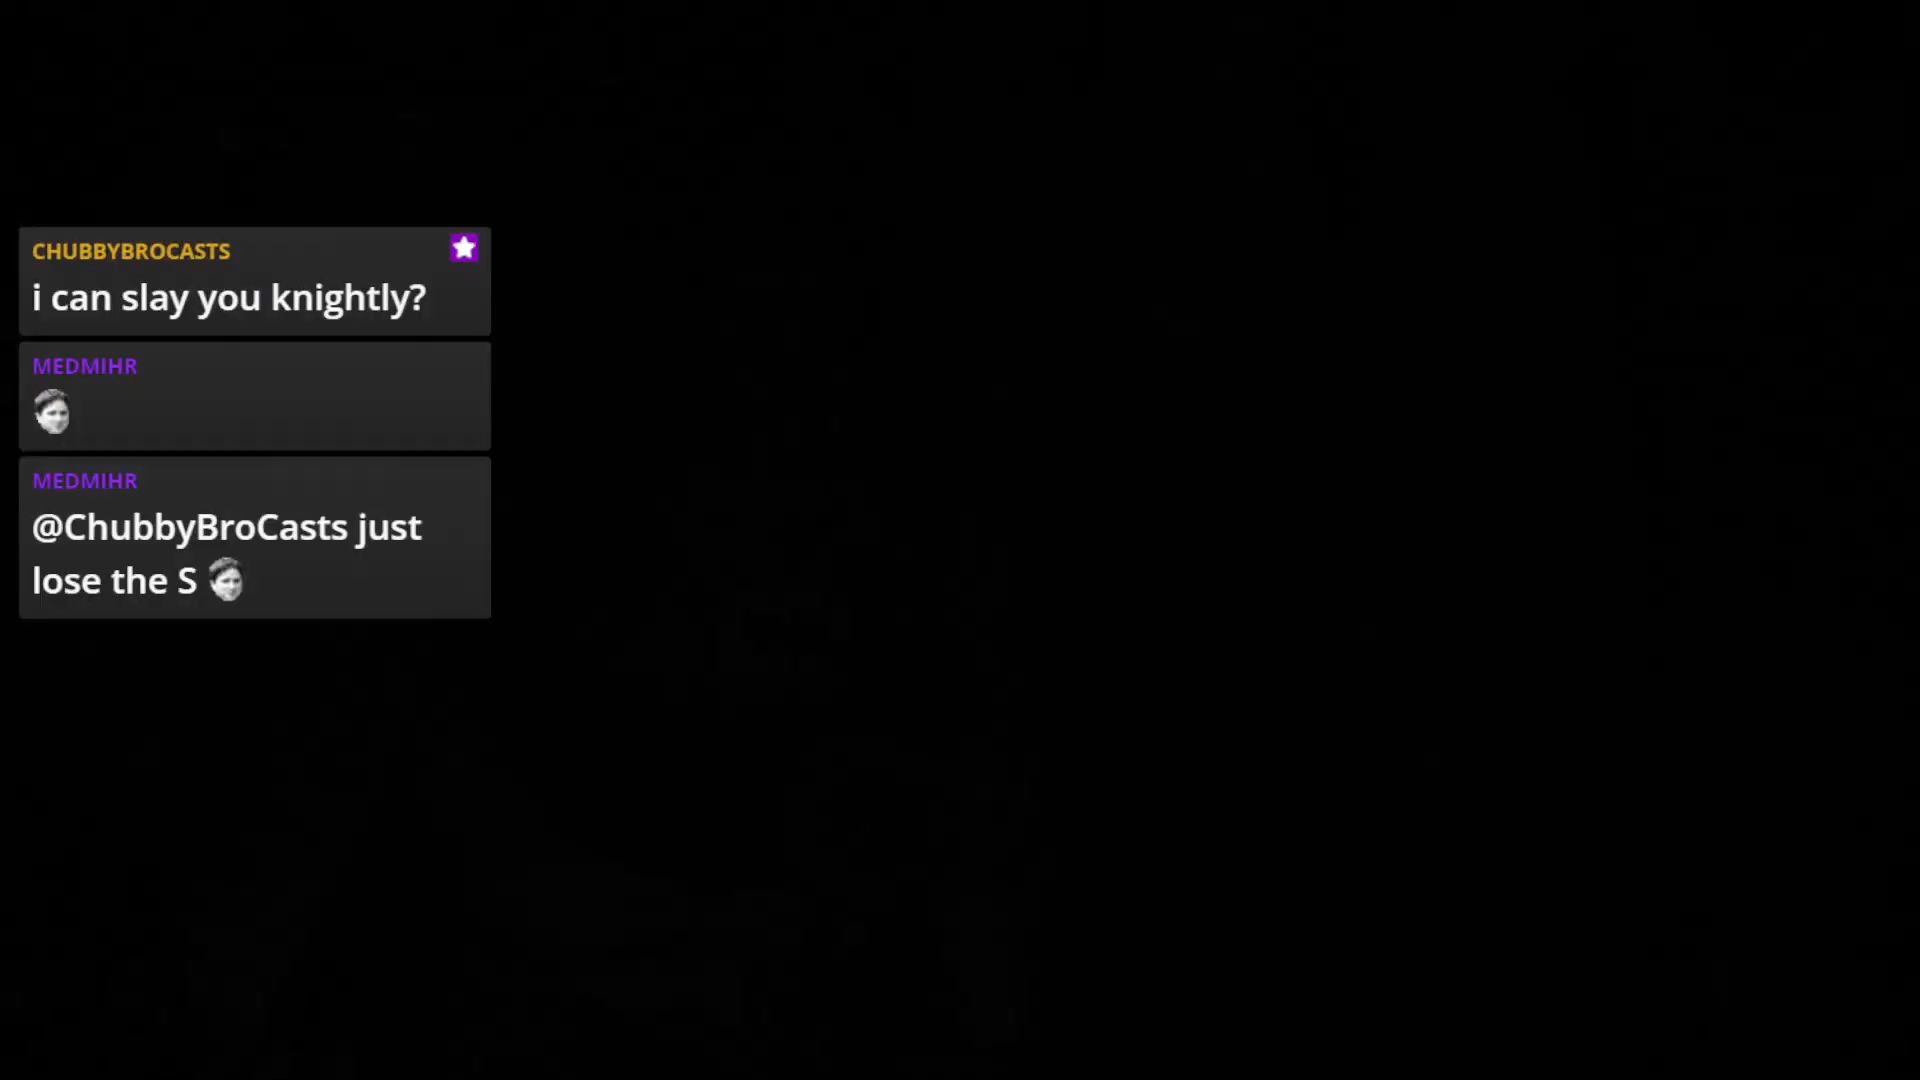 CHUBBYBROCASTS
i can slay you knightly?
MEDMIHR
MEDMIHR
@ChubbyBroCasts just
lose the S